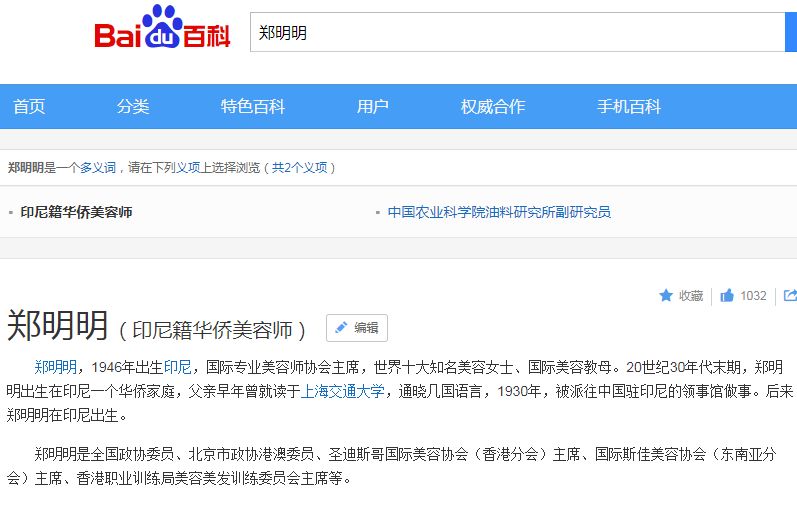 Bai du 百科
郑明明
首页 分类 特色百科 用户 权威合作 手机百科
郑明明是一个多义词，请在下列义项上选择浏览（共2个义项）
▪ 印尼籍华侨美容师 ▪ 中国农业科学院油料研究所副研究员
收藏 1032
郑明明（印尼籍华侨美容师） 编辑
郑明明，1946年出生印尼，国际专业美容师协会主席，世界十大知名美容女士、国际美容教母。20世纪30年代末期，郑明
明出生在印尼一个华侨家庭，父亲早年曾就读于上海交通大学，通晓几国语言，1930年，被派往中国驻印尼的领事馆做事。后来
郑明明在印尼出生。
郑明明是全国政协委员、北京市政协港澳委员、圣迪斯哥国际美容协会（香港分会）主席、国际斯佳美容协会（东南亚分
会）主席、香港职业训练局美容美发训练委员会主席等。